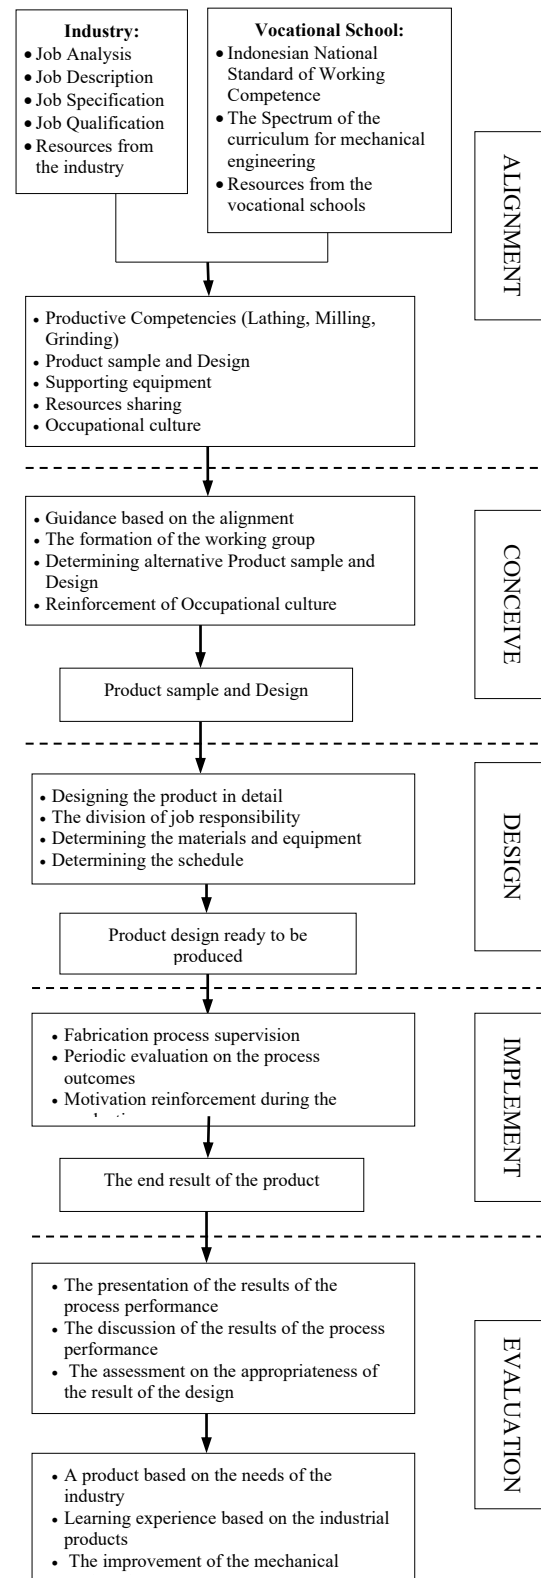 Industry:
• Job Analysis
• Job Description
• Job Specification
• Job Qualification
• Resources from
the industry
Vocational School:
• Indonesian National
Standard of Working
Competence
• The Spectrum of the
curriculum for mechanical
engineering
• Resources from the
vocational schools
ALIGNMENT
• Productive Competencies (Lathing, Milling,
Grinding)
• Product sample and Design
• Supporting equipment
• Resources sharing
• Occupational culture
• Guidance based on the alignment
• The formation of the working group
• Determining alternative Product sample and
Design
• Reinforcement of Occupational culture
CONCEIVE
Product sample and Design
• Designing the product in detail
• The division of job responsibility
• Determining the materials and equipment
• Determining the schedule
DESIGN
Product design ready to be
produced
• Fabrication process supervision
• Periodic evaluation on the process
outcomes
• Motivation reinforcement during the
IMPLEMENT
The end result of the product
• The presentation of the results of the
process performance
• The discussion of the results of the process
performance
• The assessment on the appropriateness of
the result of the design
EVALUATION
• A product based on the needs of the
industry
• Learning experience based on the industrial
products
• The improvement of the mechanical